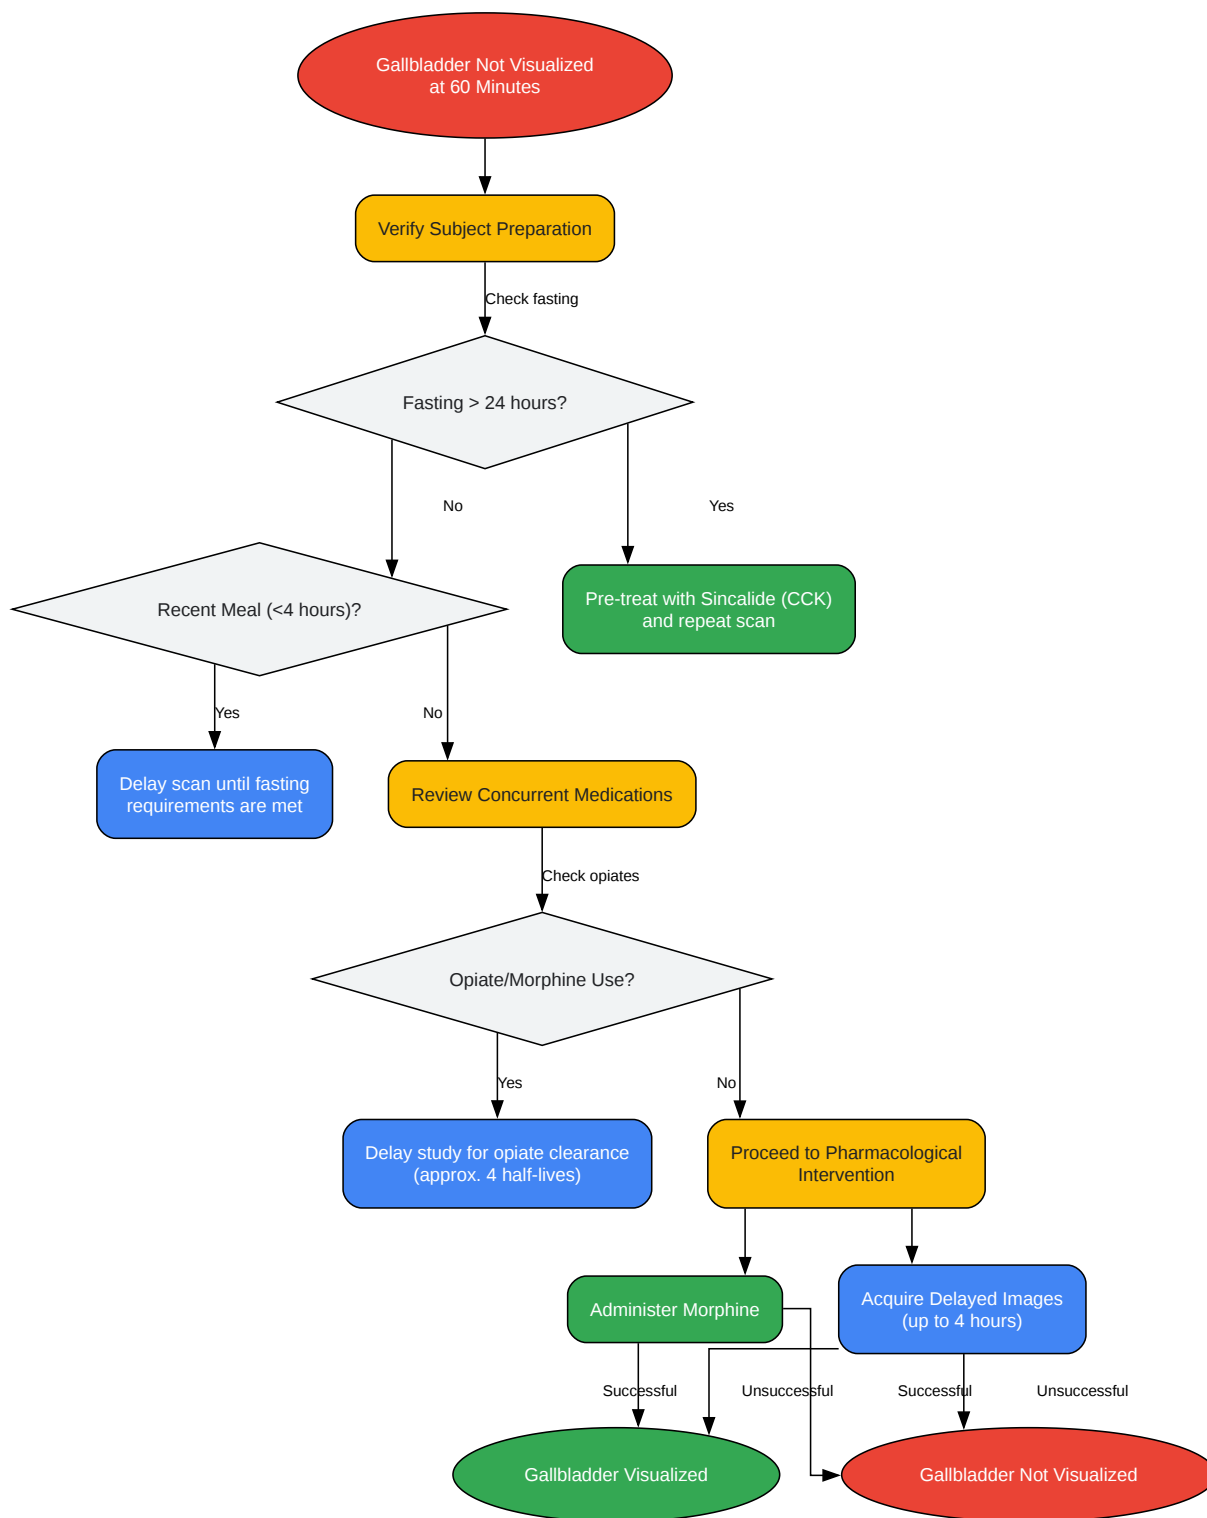 Gallbladder Not Visualized
at 60 Minutes
Verify Subject Preparation
Check fasting
Fasting > 24 hours?
No
Yes
Pre-treat with Sincalide (CCK)
and repeat scan
Recent Meal (<4 hours)?
Yes
No
Delay scan until fasting
requirements are met
Review Concurrent Medications
Check opiates
Opiate/Morphine Use?
Yes
No
Delay study for opiate clearance
(approx. 4 half-lives)
Proceed to Pharmacological
Intervention
Administer Morphine
Acquire Delayed Images
(up to 4 hours)
Successful
Unsuccessful
Successful
Unsuccessful
Gallbladder Visualized
Gallbladder Not Visualized